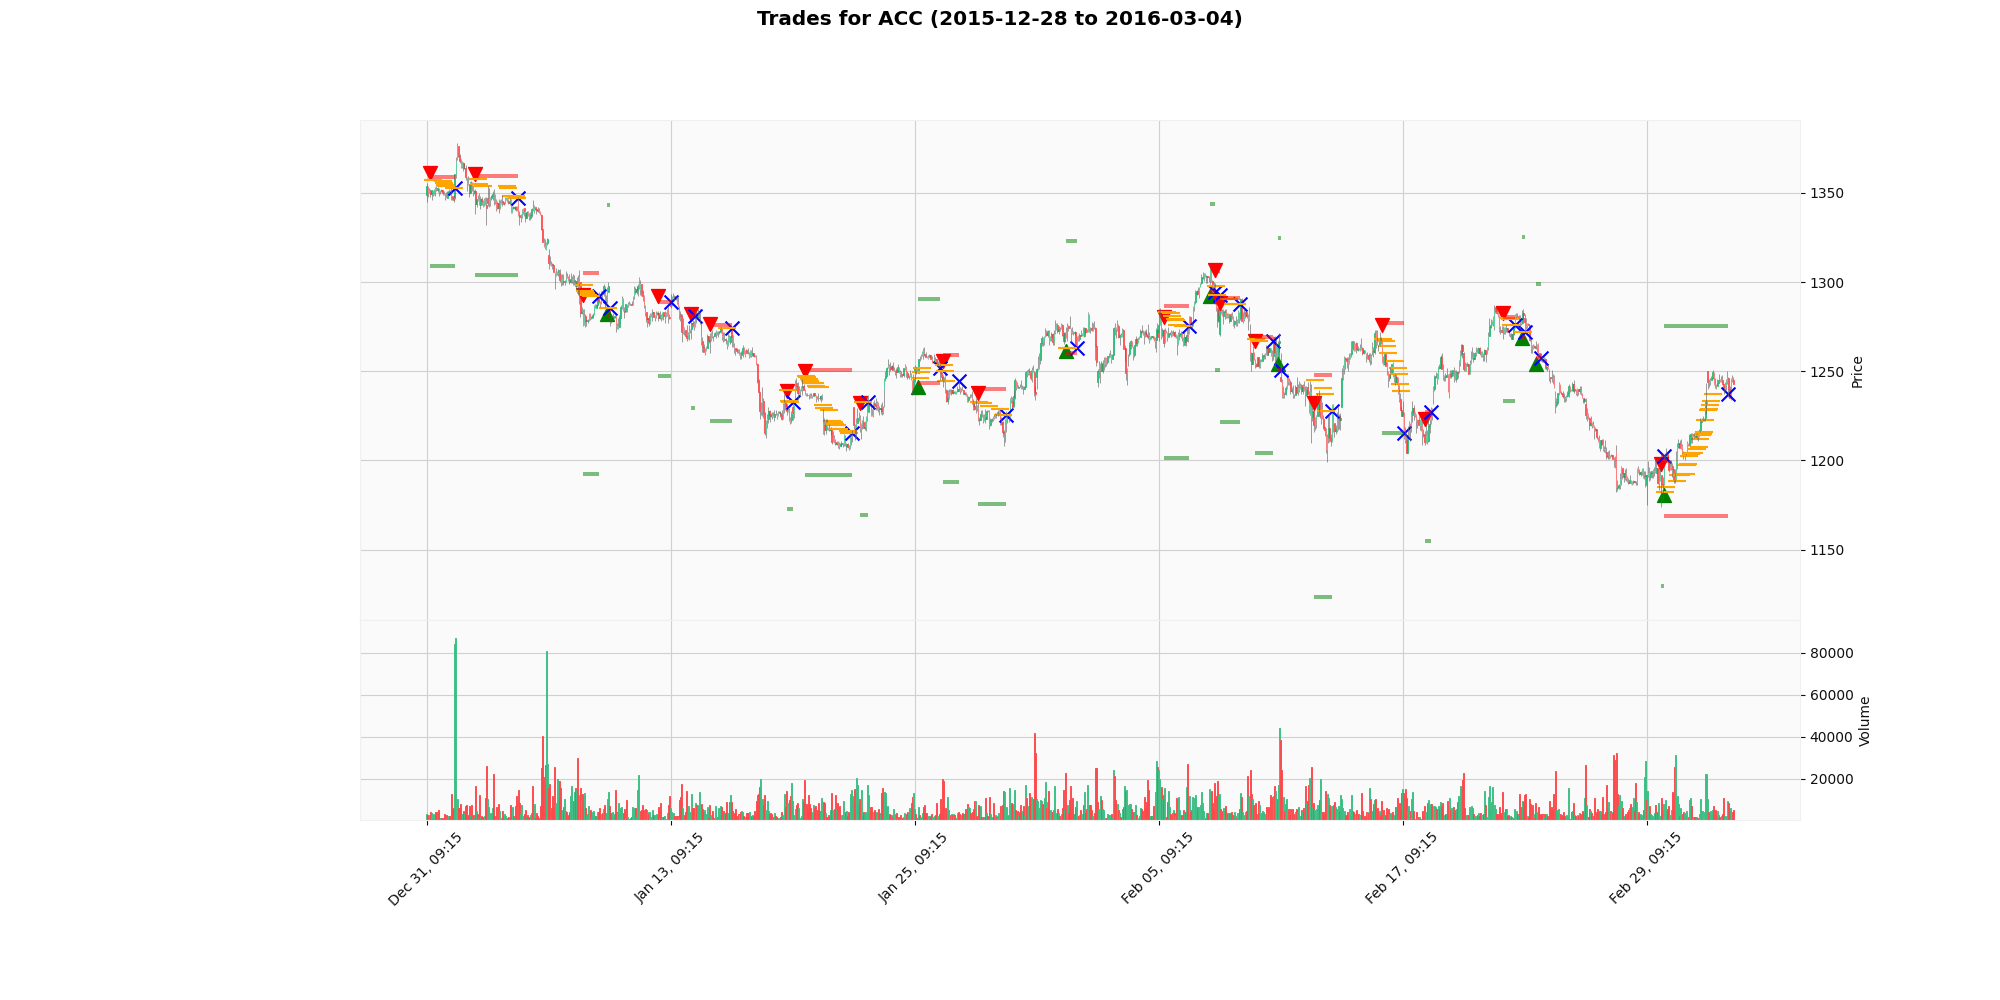 Trades for ACC (2015-12-28 to 2016-03-04)
1350
1300
1250
1200
1150
Price
80000
60000
40000
20000
Volume
Dec 31, 09:15
Jan 13, 09:15
Jan 25, 09:15
Feb 05, 09:15
Feb 17, 09:15
Feb 29, 09:15